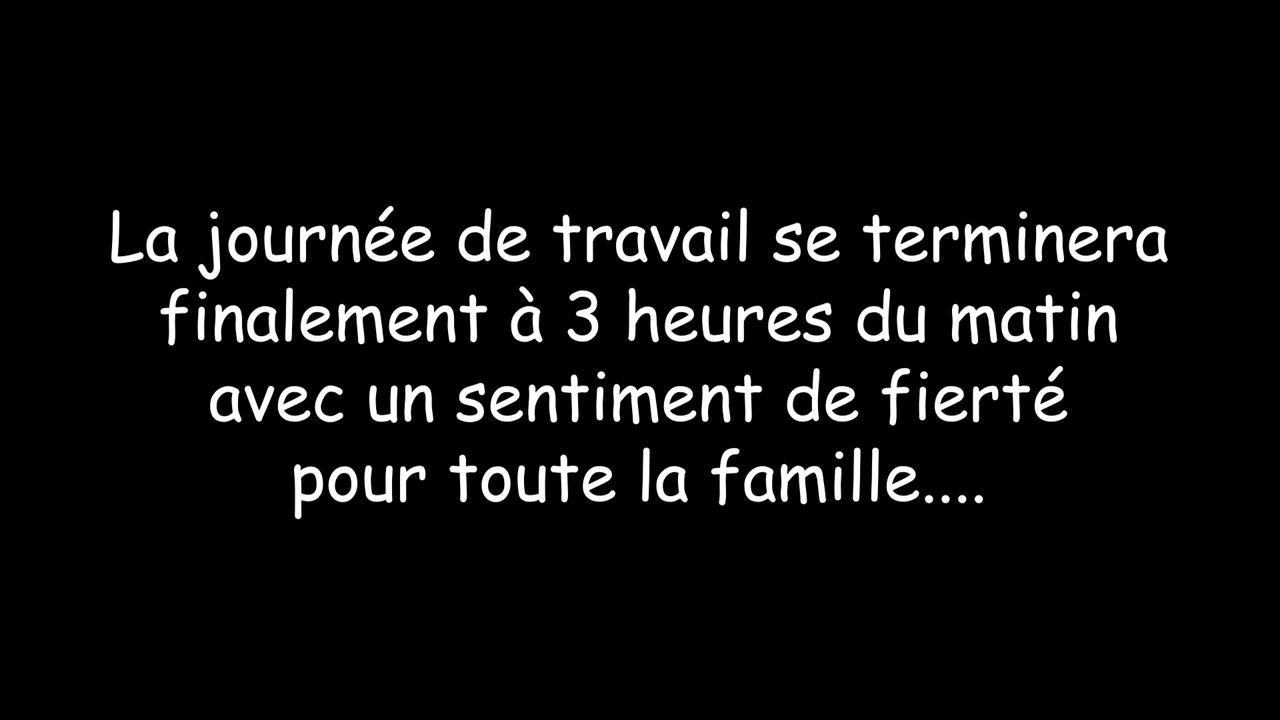 La journée de travail se terminera
finalement à 3 heures du matin
avec un sentiment de fierté
pour toute la famille....